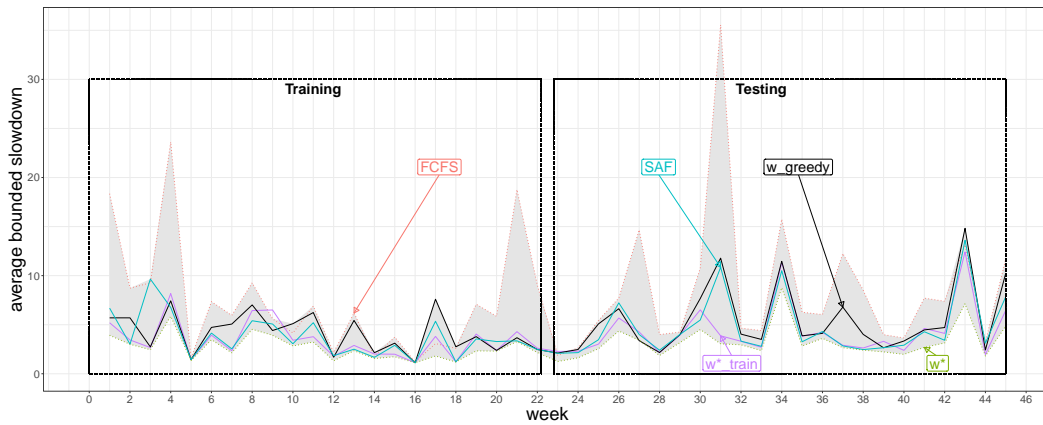 average bounded slowdown
30
20
10
0
Training
Testing
FCFS
SAF
w_greedy
w*_train
w*
0 2 4 6 8 10 12 14 16 18 20 22 24 26 28 30 32 34 36 38 40 42 44 46
week